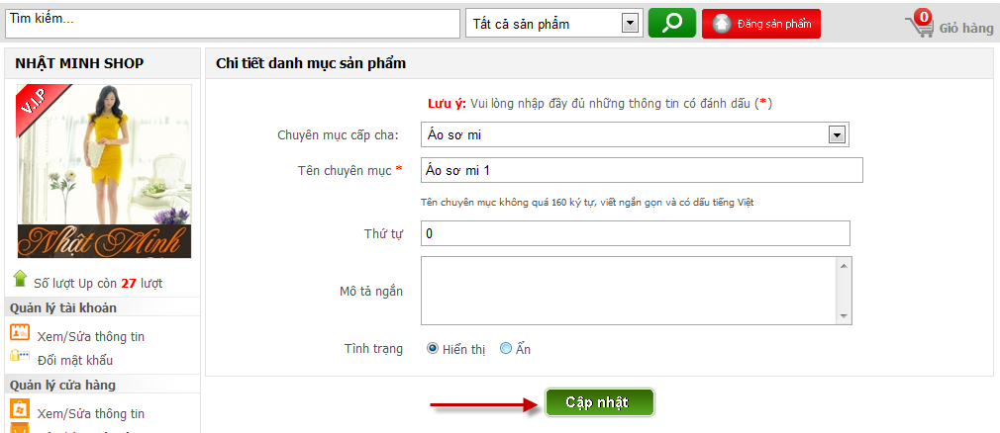 Tìm kiếm...
Tất cả sản phẩm
Đăng sản phẩm
0
Giỏ hàng
NHẬT MINH SHOP
V.I.P
Nhật Minh
Số lượt Up còn 27 lượt
Quản lý tài khoản
Xem/Sửa thông tin
Đổi mật khẩu
Quản lý cửa hàng
Xem/Sửa thông tin
Chi tiết danh mục sản phẩm
Lưu ý: Vui lòng nhập đầy đủ những thông tin có đánh dấu (*)
Chuyên mục cấp cha:
Áo sơ mi
Tên chuyên mục *
Áo sơ mi 1
Tên chuyên mục không quá 160 ký tự, viết ngắn gọn và có dấu tiếng Việt
Thứ tự
0
Mô tả ngắn
Tình trạng
Hiển thị
Ẩn
Cập nhật